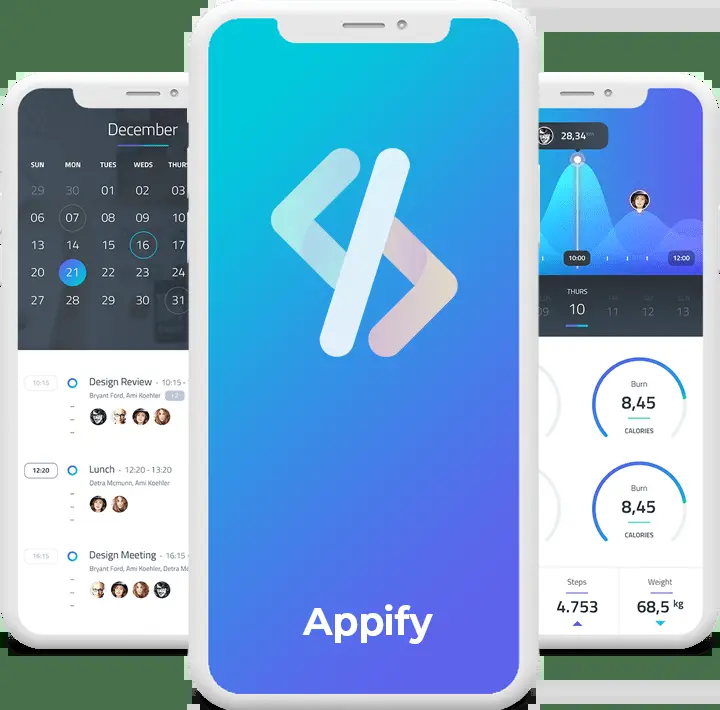 December
SUN MON TUES WEDS THURS
29 30 01 02 03
06 07 08 09 10
13 14 15 16 17
20 21 22 23 24
27 28 29 30 31
10:15 Design Review - 10:15 -
Bryant Ford, Ami Koehler +2
12:20 Lunch - 12:20 - 13:20
Detra Mcmunn, Ami Koehler
16:15 Design Meeting - 16:15 -
Bryant Ford, Ami Koehler, Detra Mc
Appify
28,34
10:00 12:00
THURS
09 10 11 12 13
Burn
8,45
CALORIES
Burn
8,45
CALORIES
Steps Weight
4.753 68,5 kg